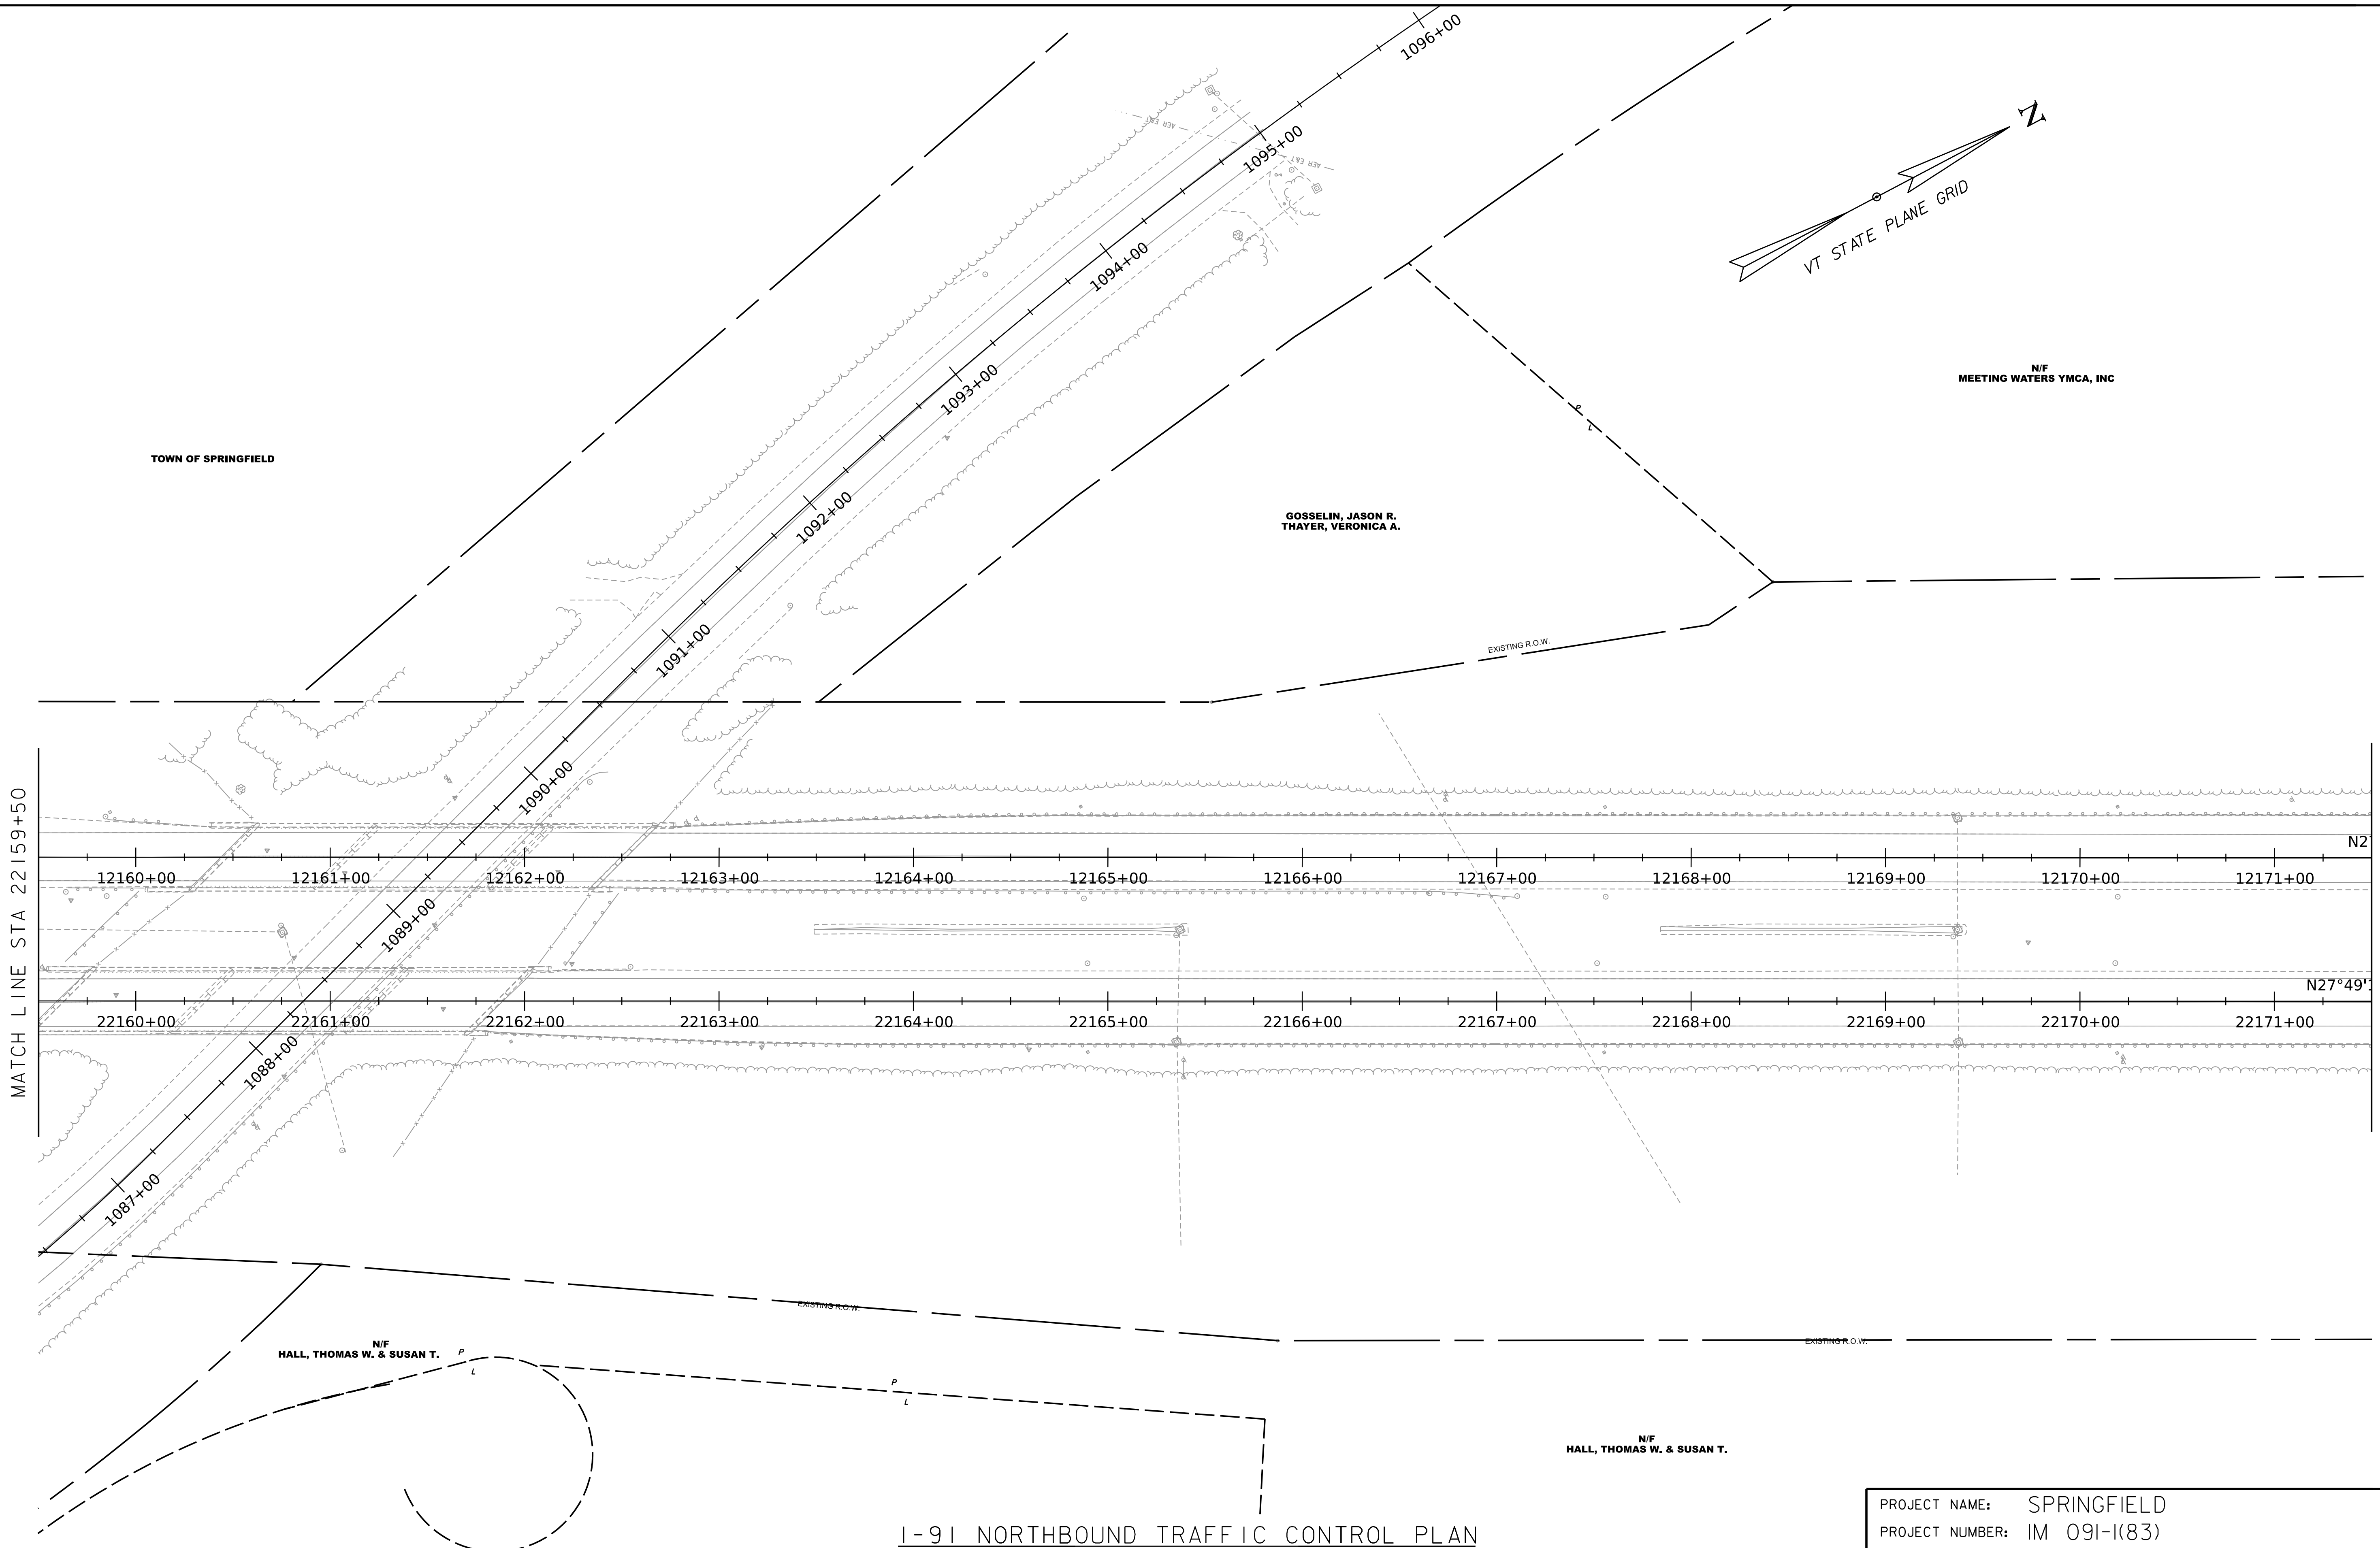 1096+00
AER E&T
1095+00
AER E&T
N
VT STATE PLANE GRID
1094+00
N/F
MEETING WATERS YMCA, INC
1093+00
P
L
TOWN OF SPRINGFIELD
1092+00
GOSSELIN, JASON R.
THAYER, VERONICA A.
1091+00
EXISTING R.O.W.
1090+00
MATCH LINE STA 22159+50
N2
12160+00 12161+00 12162+00 12163+00 12164+00 12165+00 12166+00 12167+00 12168+00 12169+00 12170+00 12171+00
1089+00
N27°49'
22160+00 22161+00 22162+00 22163+00 22164+00 22165+00 22166+00 22167+00 22168+00 22169+00 22170+00 22171+00
1088+00
1087+00
EXISTING R.O.W.
EXISTING R.O.W.
N/F
HALL, THOMAS W. & SUSAN T.
P
L
P
L
N/F
HALL, THOMAS W. & SUSAN T.
I-91 NORTHBOUND TRAFFIC CONTROL PLAN
PROJECT NAME: SPRINGFIELD
PROJECT NUMBER: IM 091-1(83)